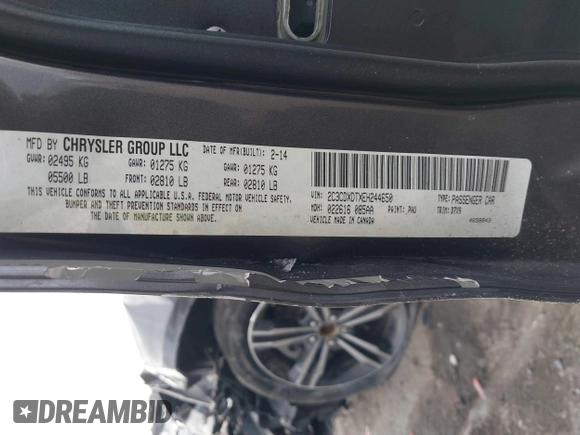 MFD BY CHRYSLER GROUP LLC DATE OF MFR(BUILT): 2-14
GVWR: 02495 KG GAWR: 01275 KG GAWR: 01275 KG
05500 LB FRONT: 02810 LB REAR: 02810 LB
THIS VEHICLE CONFORMS TO ALL APPLICABLE U.S.A. FEDERAL MOTOR VEHICLE SAFETY,
BUMPER AND THEFT PREVENTION STANDARDS IN EFFECT ON
THE DATE OF MANUFACTURE SHOWN ABOVE.
VIN: 2C3CDXDTXEH244650 TYPE: PASSENGER CAR
MDH: 022616 085AA PAINT: PAU TRIM: D7X9
VEHICLE MADE IN CANADA
DREAMBID